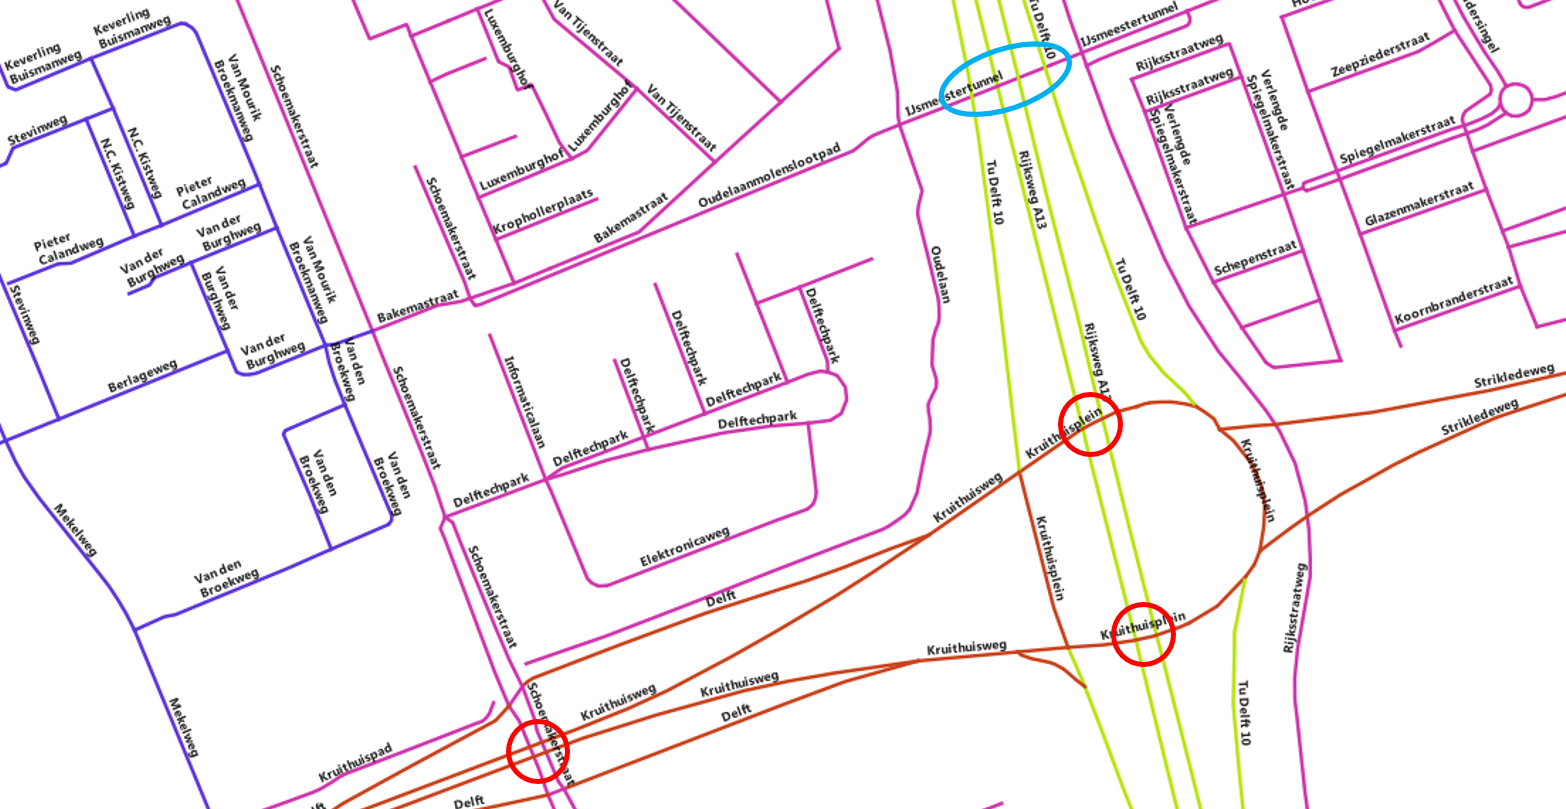 Keverling
Buismanweg
Keverling
Buismanweg
Stevinweg
N.C. Kistweg
N.C. Kistweg
Van Mourik
Broekmanweg
Schoemakerstraat
Pieter
Calandweg
Pieter
Calandweg
Van der
Burghweg
Van der
Burghweg
Van der
Burghweg
Van der
Burghweg
Van Mourik
Broekmanweg
Stevinweg
Berlageweg
Van den
Broekweg
Van den
Broekweg
Van den
Broekweg
Van den
Broekweg
Mekelweg
Mekelweg
Bakemastraat
Schoemakerstraat
Schoemakerstraat
Luxemburghof
Luxemburghof
Luxemburghof
Van Tijenstraat
Van Tijenstraat
Krophollerplaats
Bakemastraat
Oudelaanmolenslootpad
Informaticalaan
Delftechpark
Delftechpark
Delftechpark
Delftechpark
Delftechpark
Delftechpark
Delftechpark
Elektronicaweg
Schoemakerstraat
Schoemakerstraat
Oudelaan
IJsmeestertunnel
IJsmeestertunnel
Tu Delft 10
Tu Delft 10
Rijksweg A13
Tu Delft 10
Rijksweg A13
Kruithuisplein
Kruithuisweg
Kruithuisplein
Kruithuisplein
Kruithuisplein
Kruithuisweg
Kruithuisweg
Kruithuisweg
Delft
Delft
Delft
Kruithuispad
Tu Delft 10
Rijksstraatweg
Rijksstraatweg
Rijksstraatweg
Verlengde
Spiegelmakerstraat
Verlengde
Spiegelmakerstraat
Zeepziederstraat
Spiegelmakerstraat
Glazenmakerstraat
Schepenstraat
Koornbranderstraat
Strikledeweg
Strikledeweg